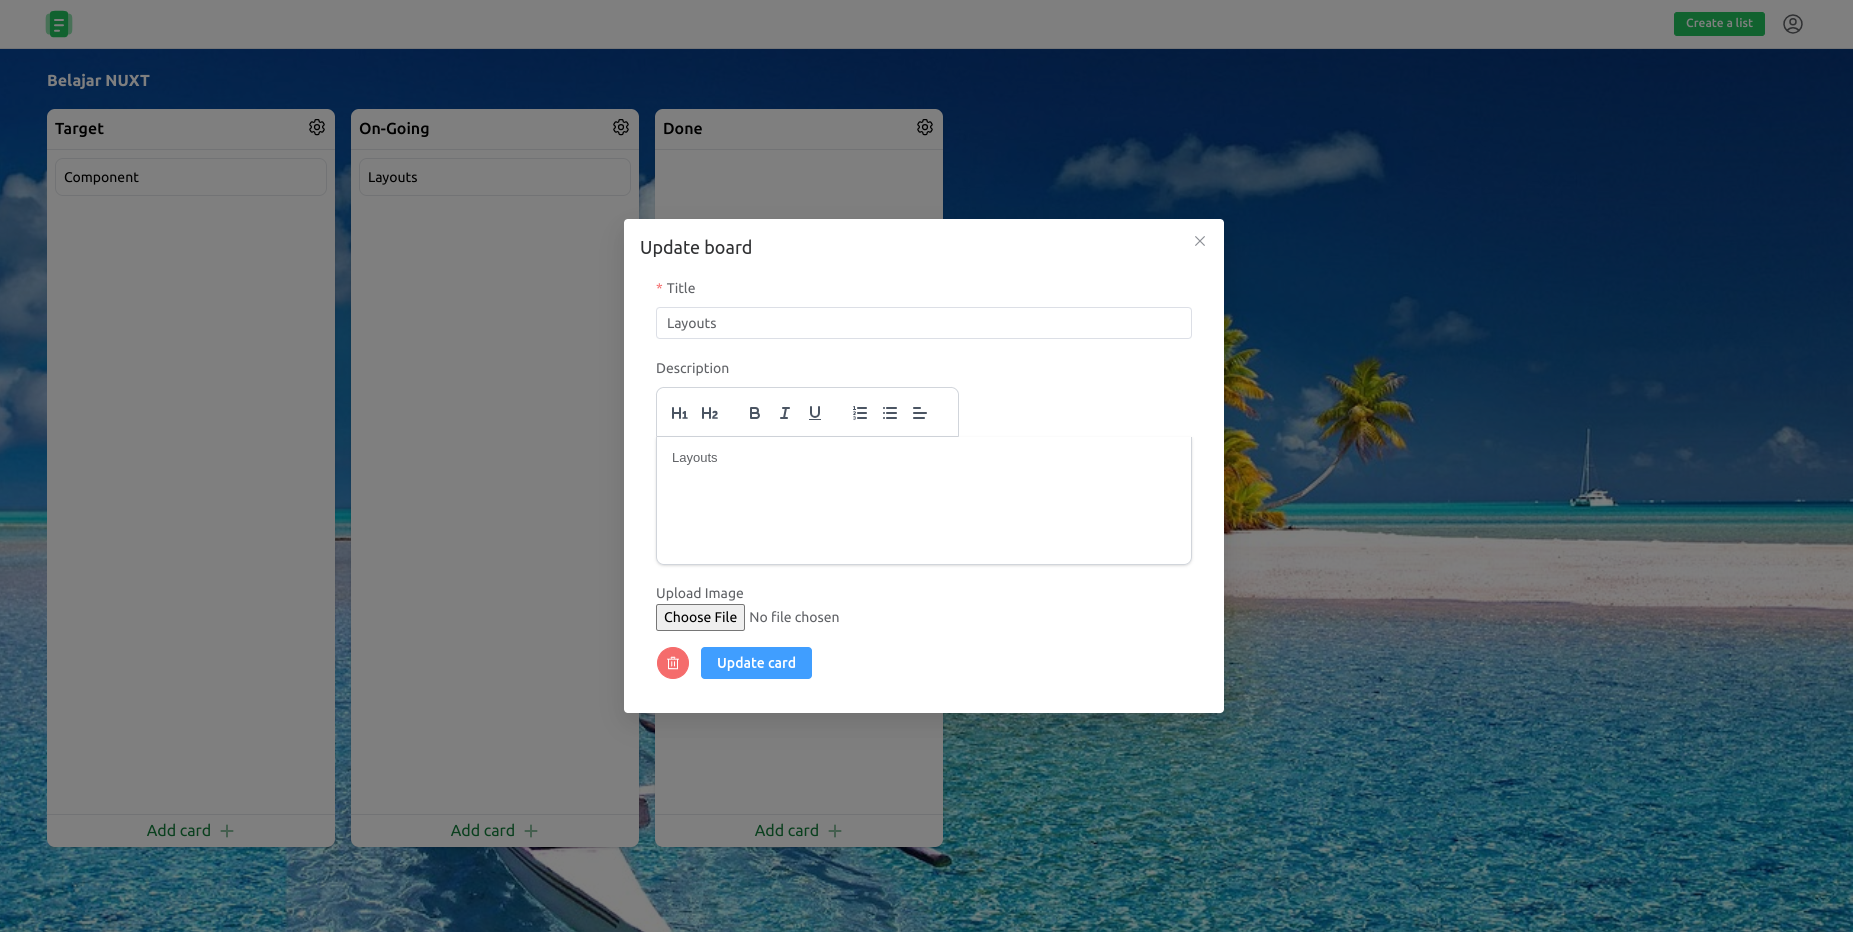 Create a list
Belajar NUXT
Target
On-Going
Done
Component
Layouts
Update board
* Title
Layouts
Description
H1 H2 B I U
Layouts
Upload Image
Choose File No file chosen
Update card
Add card +
Add card +
Add card +